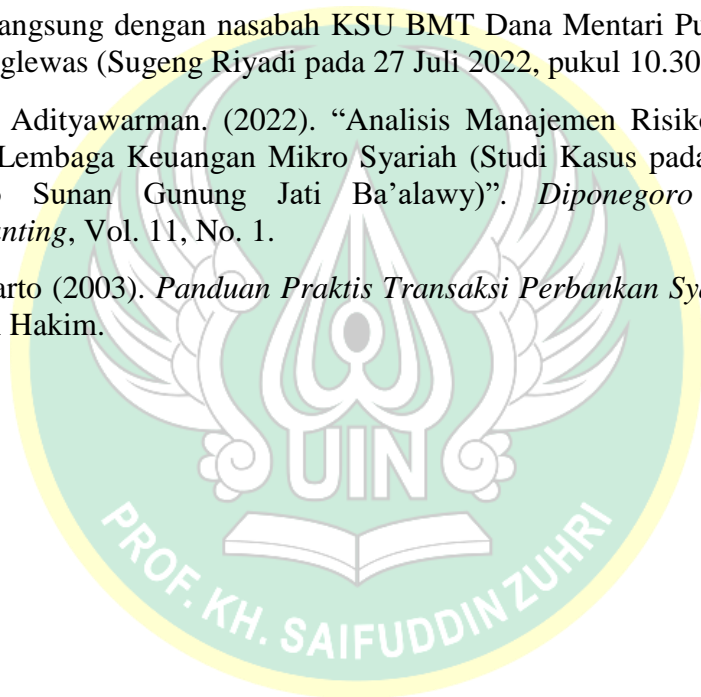 angsung dengan nasabah KSU BMT Dana Mentari Pu
glewas (Sugeng Riyadi pada 27 Juli 2022, pukul 10.30
Adityawarman. (2022). “Analisis Manajemen Risiko
Lembaga Keuangan Mikro Syariah (Studi Kasus pada
Sunan Gunung Jati Ba’alawy)”. Diponegoro
nting, Vol. 11, No. 1.
arto (2003). Panduan Praktis Transaksi Perbankan Sya
Hakim.
UIN
PROF. KH. SAIFUDDIN ZUHRI